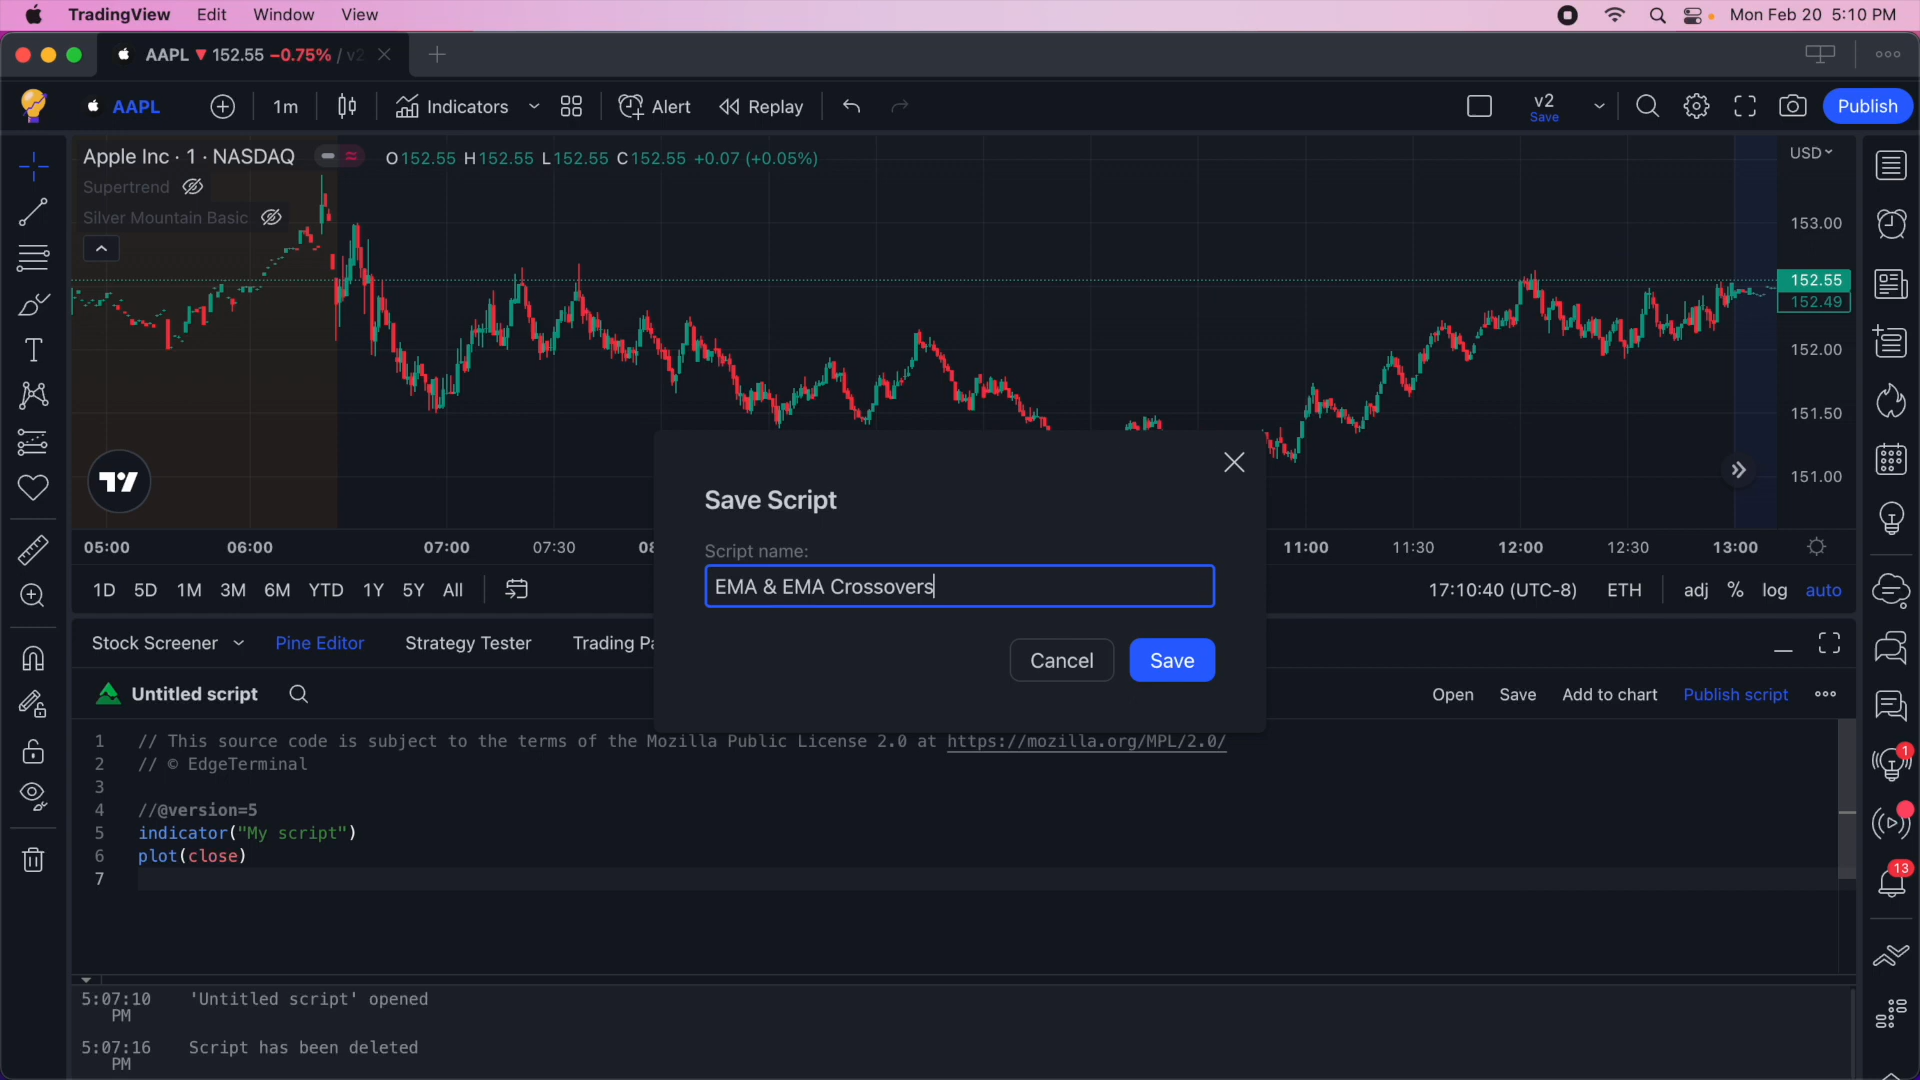 TradingView Edit Window View Mon Feb 20 5:10 PM
AAPL ▼ 152.55 −0.75% / v2
AAPL 1m Indicators Alert Replay v2 Save Publish
Apple Inc · 1 · NASDAQ O152.55 H152.55 L152.55 C152.55 +0.07 (+0.05%) USD
Supertrend
Silver Mountain Basic
153.00
152.55
152.49
152.00
151.50
151.00
05:00 06:00 07:00 07:30 11:00 11:30 12:00 12:30 13:00
1D 5D 1M 3M 6M YTD 1Y 5Y All 17:10:40 (UTC-8) ETH adj % log auto
Save Script
Script name:
EMA & EMA Crossovers
Cancel Save
Stock Screener Pine Editor Strategy Tester Trading Pa
Untitled script Open Save Add to chart Publish script
1 // This source code is subject to the terms of the Mozilla Public License 2.0 at https://mozilla.org/MPL/2.0/
2 // © EdgeTerminal
3
4 //@version=5
5 indicator("My script")
6 plot(close)
7
5:07:10 PM 'Untitled script' opened
5:07:16 PM Script has been deleted
1
13